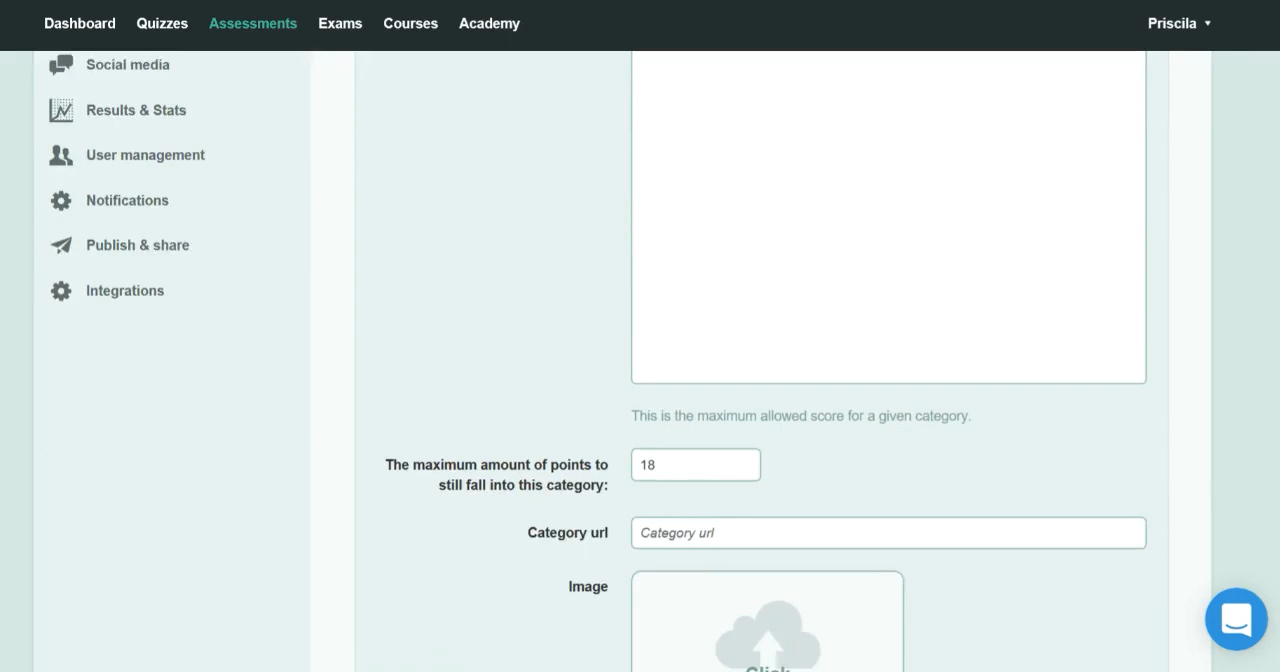 Dashboard Quizzes Assessments Exams Courses Academy Priscila
Social media
Results & Stats
User management
Notifications
Publish & share
Integrations
This is the maximum allowed score for a given category.
The maximum amount of points to
still fall into this category:
18
Category url
Category url
Image
Click